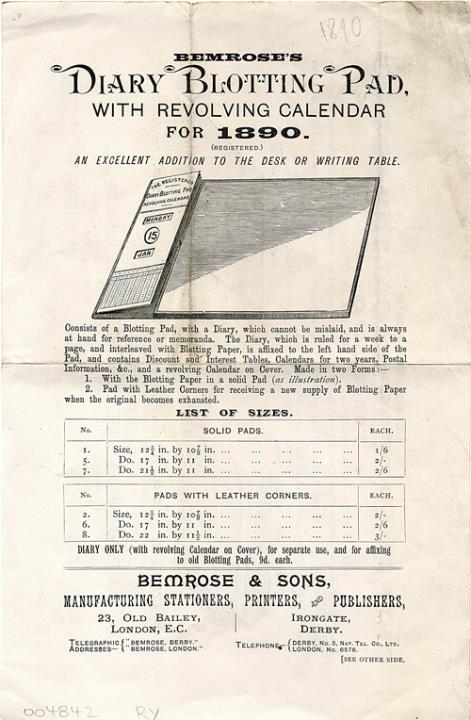 1890
BEMROSE'S
DIARY BLOTTING PAD,
WITH REVOLVING CALENDAR
FOR 1890.
(REGISTERED.)
AN EXCELLENT ADDITION TO THE DESK OR WRITING TABLE.
THE REGISTERED
DIARY BLOTTING PAD
REVOLVING CALENDAR
MONDAY
15
JAN
Consists of a Blotting Pad, with a Diary, which cannot be mislaid, and is always
at hand for reference or memoranda. The Diary, which is ruled for a week to a
page, and interleaved with Blotting Paper, is affixed to the left hand side of the
Pad, and contains Discount and Interest Tables, Calendars for two years, Postal
Information, &c., and a revolving Calendar on Cover. Made in two Forms:—
1. With the Blotting Paper in a solid Pad (as illustration).
2. Pad with Leather Corners for receiving a new supply of Blotting Paper
when the original becomes exhausted.
LIST OF SIZES.
No. SOLID PADS. EACH.
1. Size, 12¾ in. by 10⅞ in. ... ... ... ... ... 1/6
5. Do. 17 in. by 11 in. ... ... ... ... ... 2/-
7. Do. 21½ in. by 11 in. ... ... ... ... ... 2/6
No. PADS WITH LEATHER CORNERS. EACH.
2. Size, 12¾ in. by 10⅞ in. ... ... ... ... ... 2/-
6. Do. 17 in. by 11 in. ... ... ... ... ... 2/6
8. Do. 22 in. by 11½ in. ... ... ... ... ... 3/-
DIARY ONLY (with revolving Calendar on Cover), for separate use, and for affixing
to old Blotting Pads, 9d. each.
BEMROSE & SONS,
MANUFACTURING STATIONERS, PRINTERS, AND PUBLISHERS,
23, OLD BAILEY,
LONDON, E.C.
IRONGATE,
DERBY.
TELEGRAPHIC ADDRESSES— { "BEMROSE, DERBY."
"BEMROSE, LONDON."
TELEPHONE— { DERBY, No. 5, NAT. TEL. CO., LTD.
LONDON, No. 6576.
[SEE OTHER SIDE.
004842 RY